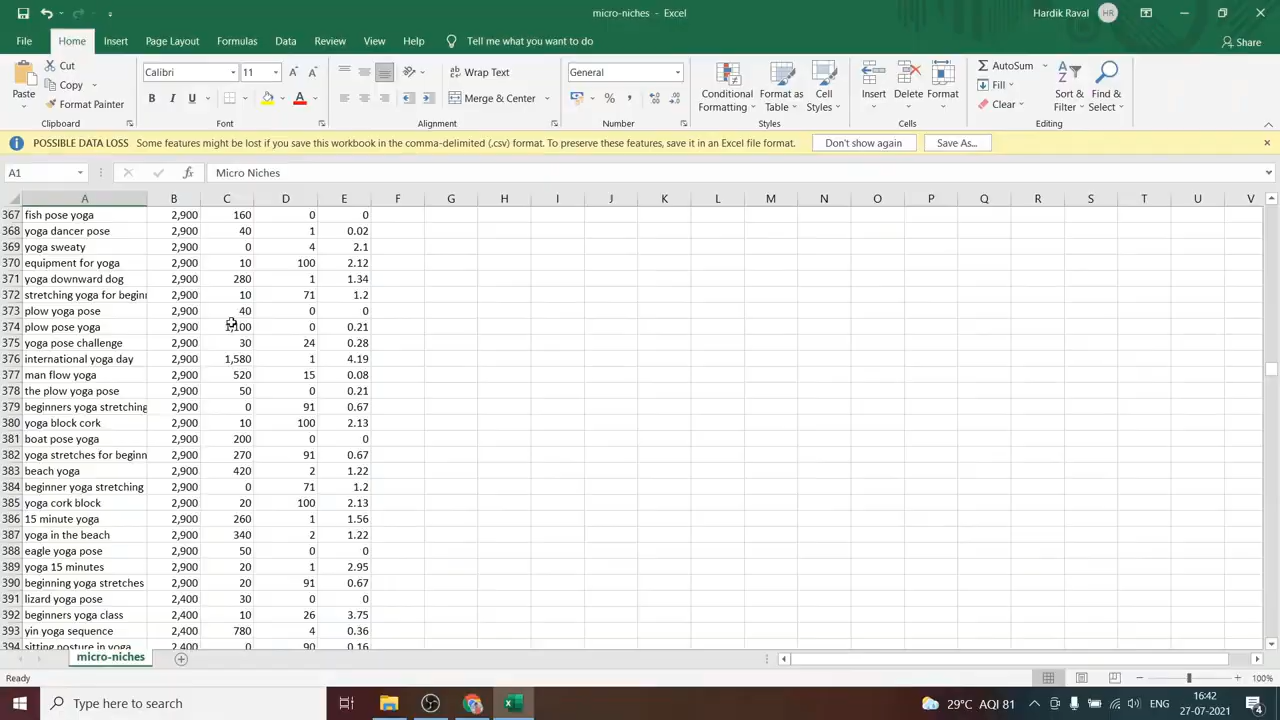 micro-niches - Excel
Hardik Raval HR
File Home Insert Page Layout Formulas Data Review View Help Tell me what you want to do Share
Paste Cut Copy Format Painter
Calibri 11
B I U A A A
Wrap Text
Merge & Center
General
% ,
Conditional Formatting Format as Table Cell Styles
Insert Delete Format
AutoSum Fill Clear
Sort & Filter Find & Select
Clipboard Font Alignment Number Styles Cells Editing
POSSIBLE DATA LOSS Some features might be lost if you save this workbook in the comma-delimited (.csv) format. To preserve these features, save it in an Excel file format. Don't show again Save As...
A1 fx Micro Niches
A B C D E F G H I J K L M N O P Q R S T U V
367 fish pose yoga 2,900 160 0 0
368 yoga dancer pose 2,900 40 1 0.02
369 yoga sweaty 2,900 0 4 2.1
370 equipment for yoga 2,900 10 100 2.12
371 yoga downward dog 2,900 280 1 1.34
372 stretching yoga for beginn 2,900 10 71 1.2
373 plow yoga pose 2,900 40 0 0
374 plow pose yoga 2,900 1,100 0 0.21
375 yoga pose challenge 2,900 30 24 0.28
376 international yoga day 2,900 1,580 1 4.19
377 man flow yoga 2,900 520 15 0.08
378 the plow yoga pose 2,900 50 0 0.21
379 beginners yoga stretching 2,900 0 91 0.67
380 yoga block cork 2,900 10 100 2.13
381 boat pose yoga 2,900 200 0 0
382 yoga stretches for beginn 2,900 270 91 0.67
383 beach yoga 2,900 420 2 1.22
384 beginner yoga stretching 2,900 0 71 1.2
385 yoga cork block 2,900 20 100 2.13
386 15 minute yoga 2,900 260 1 1.56
387 yoga in the beach 2,900 340 2 1.22
388 eagle yoga pose 2,900 50 0 0
389 yoga 15 minutes 2,900 20 1 2.95
390 beginning yoga stretches 2,900 20 91 0.67
391 lizard yoga pose 2,400 30 0 0
392 beginners yoga class 2,400 10 26 3.75
393 yin yoga sequence 2,400 780 4 0.36
394 sitting posture in yoga 2,400 0 90 0.16
micro-niches
Ready 100%
Type here to search 29°C AQI 81 ENG 16:42
27-07-2021 4